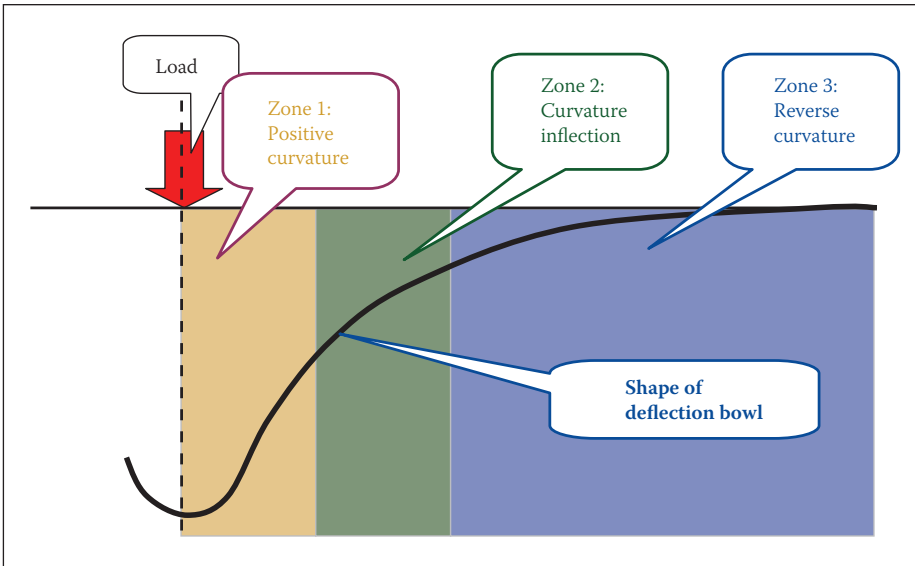 Load
Zone 1:
Positive
curvature
Zone 2:
Curvature
inflection
Zone 3:
Reverse
curvature
Shape of
deflection bowl